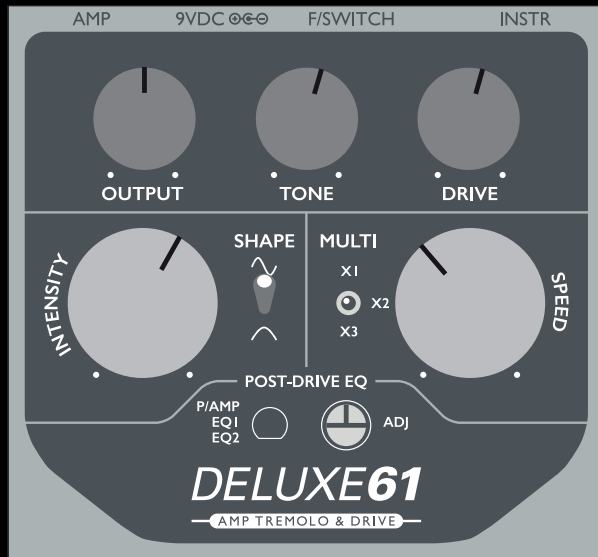 AMP 9VDC F/SWITCH INSTR
OUTPUT TONE DRIVE
INTENSITY
SHAPE
MULTI
X1
X2
X3
SPEED
POST-DRIVE EQ
P/AMP
EQ1
EQ2
ADJ
DELUXE61
AMP TREMOLO & DRIVE